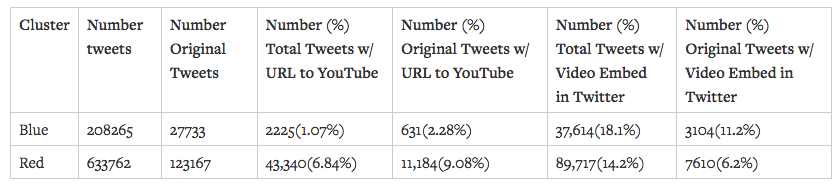 Cluster Number tweets Number Original Tweets Number (%) Total Tweets w/ URL to YouTube Number (%) Original Tweets w/ URL to YouTube Number (%) Total Tweets w/ Video Embed in Twitter Number (%) Original Tweets w/ Video Embed in Twitter
Blue 208265 27733 2225(1.07%) 631(2.28%) 37,614(18.1%) 3104(11.2%)
Red 633762 123167 43,340(6.84%) 11,184(9.08%) 89,717(14.2%) 7610(6.2%)